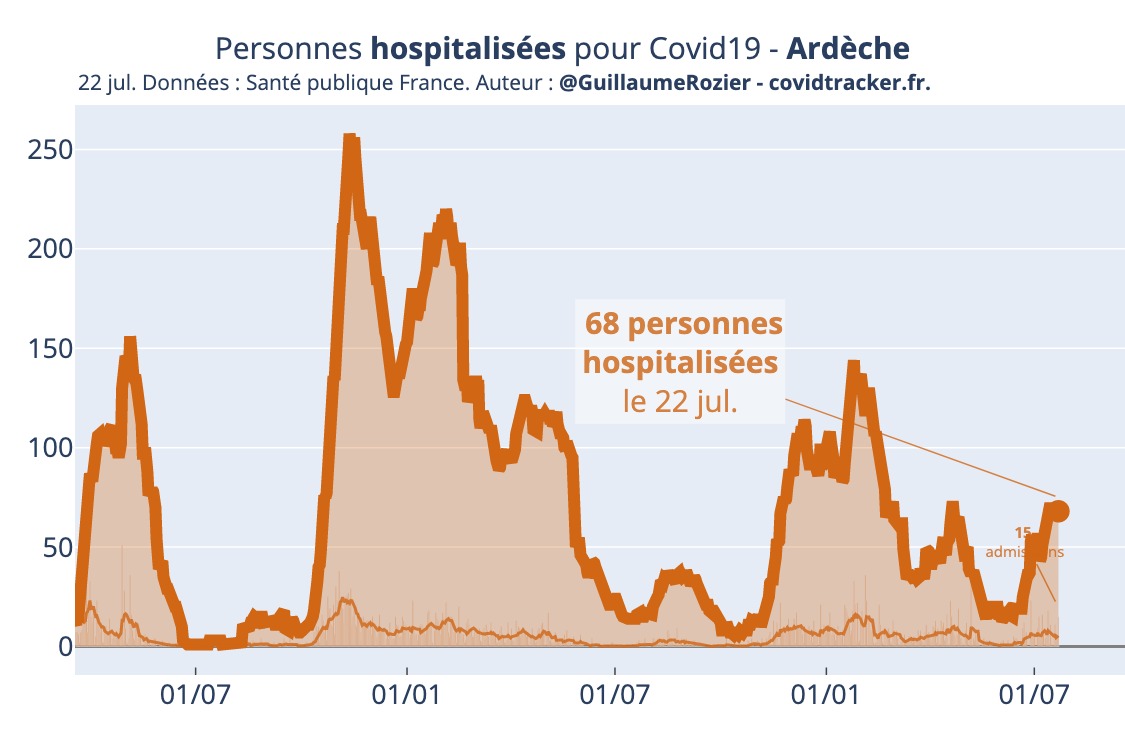 Personnes hospitalisées pour Covid19 - Ardèche
22 jul. Données : Santé publique France. Auteur : @GuillaumeRozier - covidtracker.fr.
250
200
150
100
50
0
68 personnes
hospitalisées
le 22 jul.
15
01/07
01/01
01/07
01/01
01/07